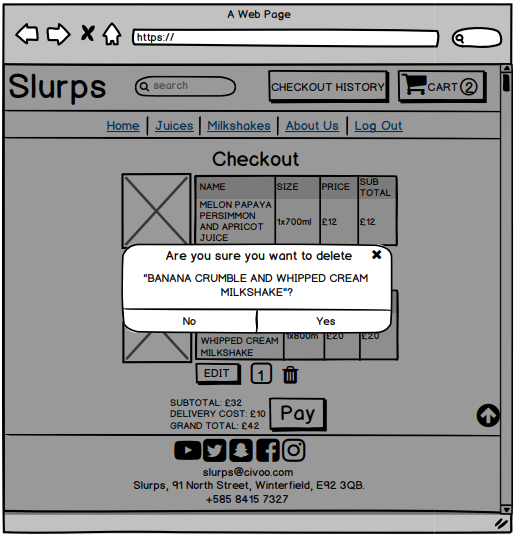 A Web Page
https://
Slurps
search
CHECKOUT HISTORY
CART 2
Home Juices Milkshakes About Us Log Out
Checkout
NAME SIZE PRICE SUB TOTAL
MELON PAPAYA PERSIMMON AND APRICOT JUICE 1x700ml £12 £12
Are you sure you want to delete
"BANANA CRUMBLE AND WHIPPED CREAM
MILKSHAKE"?
No Yes
WHIPPED CREAM
MILKSHAKE 1x800m £20 £20
EDIT 1
SUBTOTAL: £32
DELIVERY COST: £10
GRAND TOTAL: £42
Pay
slurps@civoo.com
Slurps, 91 North Street, Winterfield, E92 3QB.
+585 8415 7327